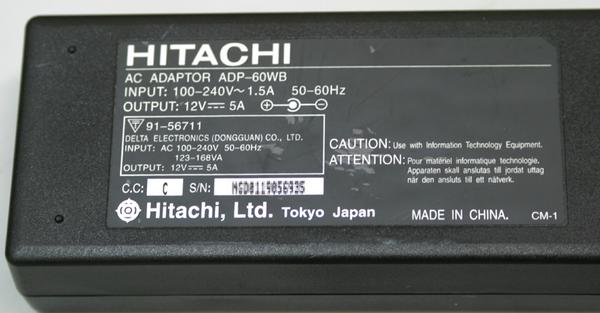 HITACHI
AC ADAPTOR ADP-60WB
INPUT: 100-240V~1.5A 50-60Hz
OUTPUT: 12V⎓5A
91-56711
DELTA ELECTRONICS (DONGGUAN) CO., LTD.
INPUT: AC 100-240V 50-60Hz
123-168VA
OUTPUT: 12V⎓5A
CAUTION: Use with Information Technology Equipment.
ATTENTION: Pour matériel informatique technologie.
Apparaten skall anslutas till jordat uttag
när den ansluts till ett nätverk.
C.C: C S/N: MGD0119056935
Hitachi, Ltd. Tokyo Japan
MADE IN CHINA. CM-1